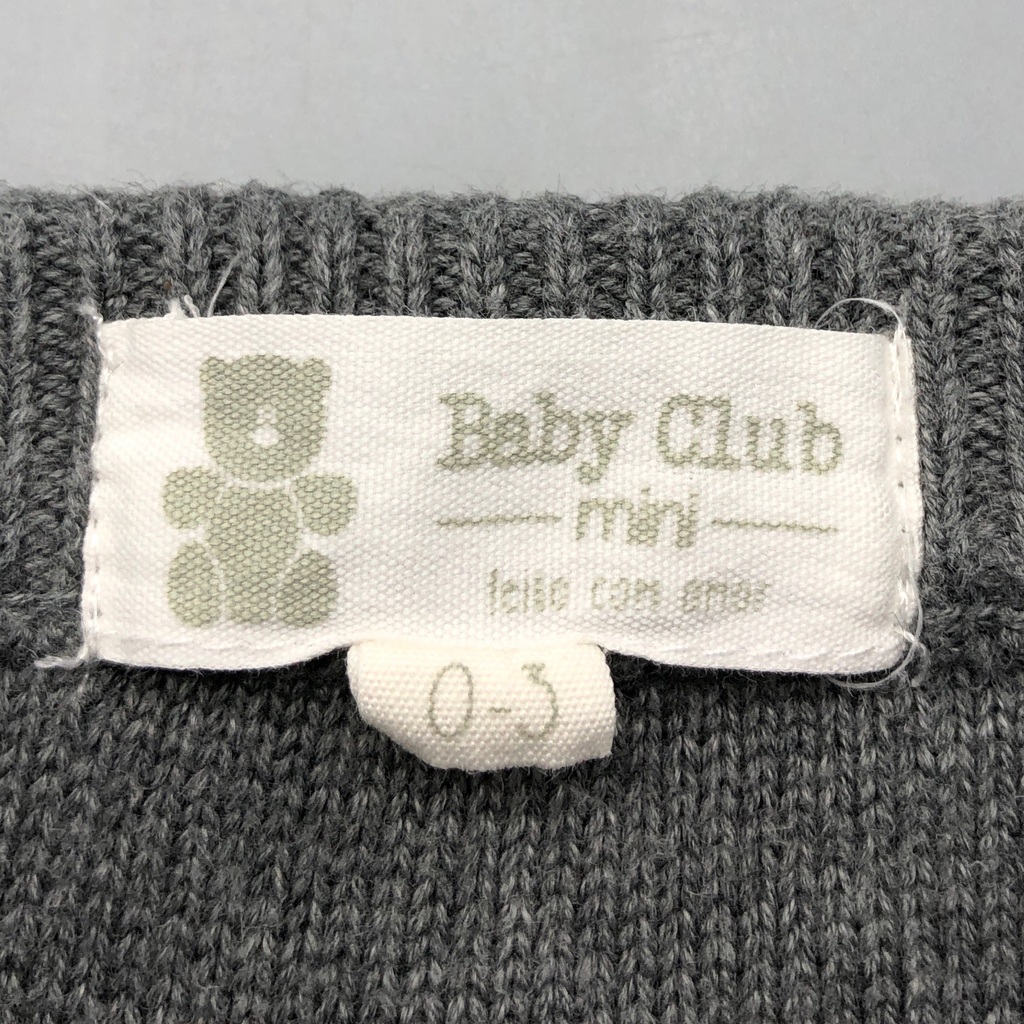 Baby Club
mini
feito com amor
0-3